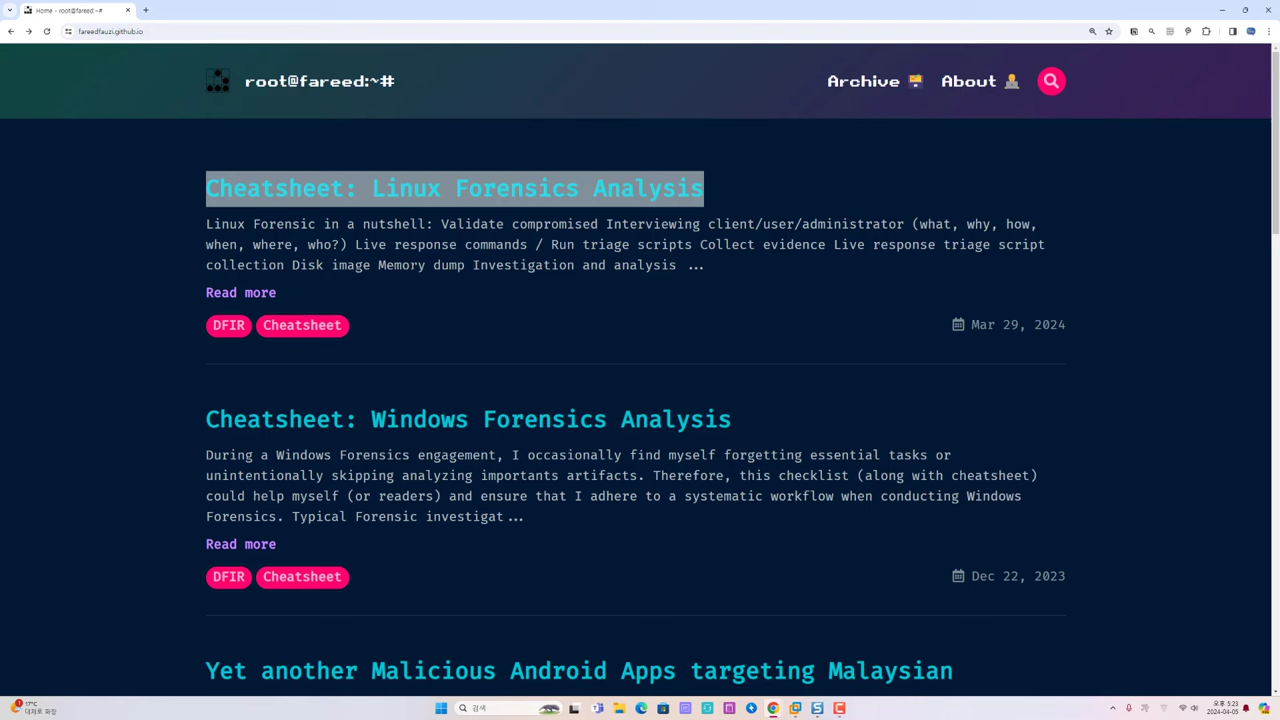 Home - root@fareed:~#
fareedfauzi.github.io
root@fareed:~#
Archive
About
Cheatsheet: Linux Forensics Analysis
Linux Forensic in a nutshell: Validate compromised Interviewing client/user/administrator (what, why, how,
when, where, who?) Live response commands / Run triage scripts Collect evidence Live response triage script
collection Disk image Memory dump Investigation and analysis ...
Read more
DFIR Cheatsheet
Mar 29, 2024
Cheatsheet: Windows Forensics Analysis
During a Windows Forensics engagement, I occasionally find myself forgetting essential tasks or
unintentionally skipping analyzing importants artifacts. Therefore, this checklist (along with cheatsheet)
could help myself (or readers) and ensure that I adhere to a systematic workflow when conducting Windows
Forensics. Typical Forensic investigat...
Read more
DFIR Cheatsheet
Dec 22, 2023
Yet another Malicious Android Apps targeting Malaysian
17°C
대체로 화창
검색
오후 5:23
2024-04-05